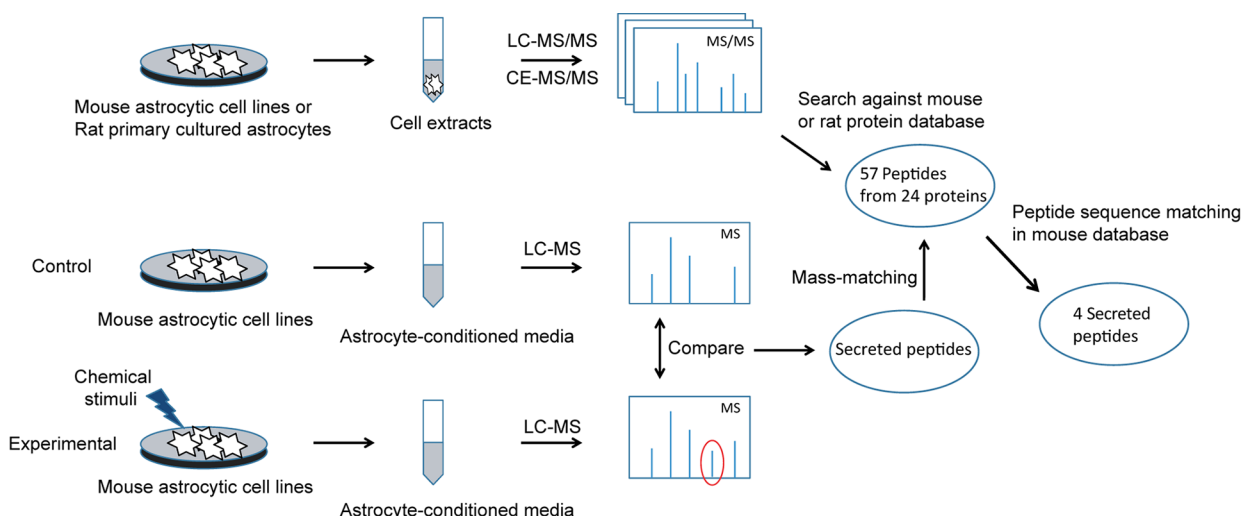 Mouse astrocytic cell lines or
Rat primary cultured astrocytes
Cell extracts
LC-MS/MS
CE-MS/MS
MS/MS
Search against mouse
or rat protein database
57 Peptides
from 24 proteins
Peptide sequence matching
in mouse database
4 Secreted
peptides
Control
Mouse astrocytic cell lines
Astrocyte-conditioned media
LC-MS
MS
Mass-matching
Compare
Secreted peptides
Chemical
stimuli
Experimental
Mouse astrocytic cell lines
Astrocyte-conditioned media
LC-MS
MS